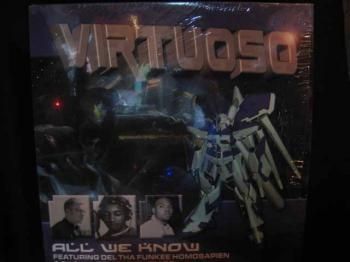 VIRTUOSO
ALL WE KNOW
FEATURING DEL THA FUNKEE HOMOSAPIEN